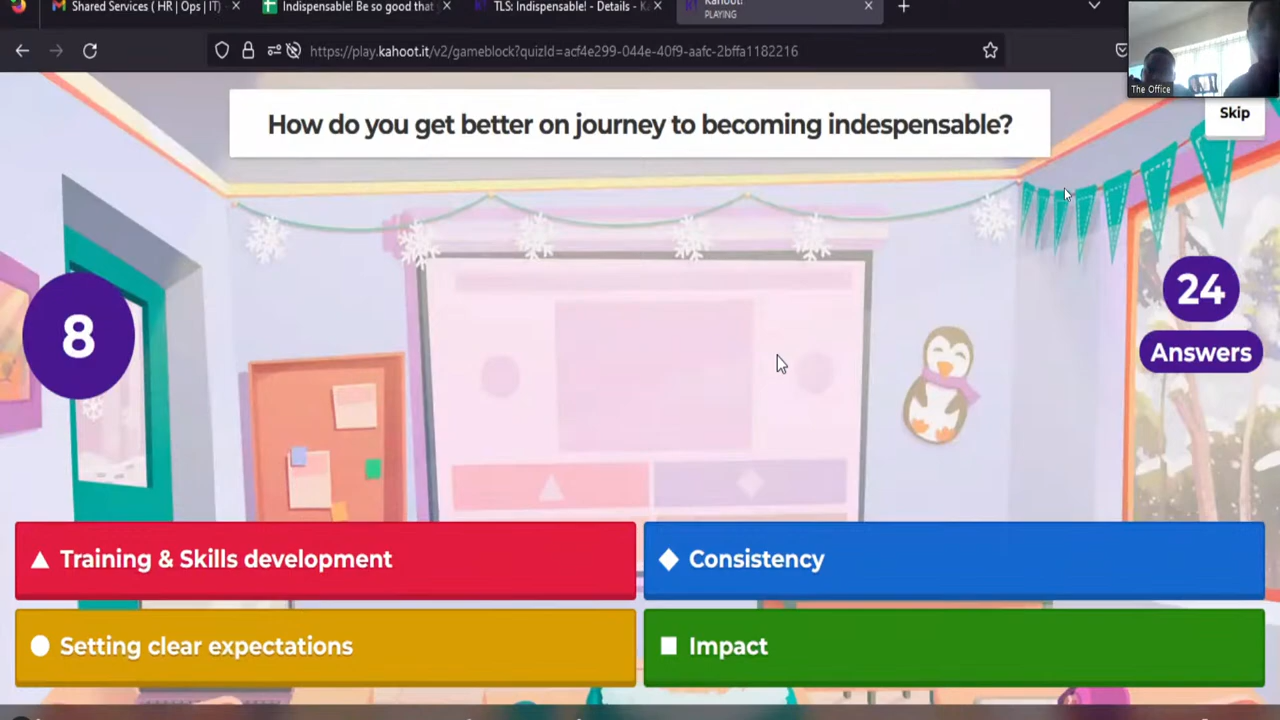 Shared Services ( HR | Ops | IT)
Indispensable! Be so good that
TLS: Indispensable! - Details - K
Kahoot!
PLAYING
https://play.kahoot.it/v2/gameblock?quizId=acf4e299-044e-40f9-aafc-2bffa1182216
The Office
How do you get better on journey to becoming indespensable?
Skip
8
24
Answers
Training & Skills development
Consistency
Setting clear expectations
Impact